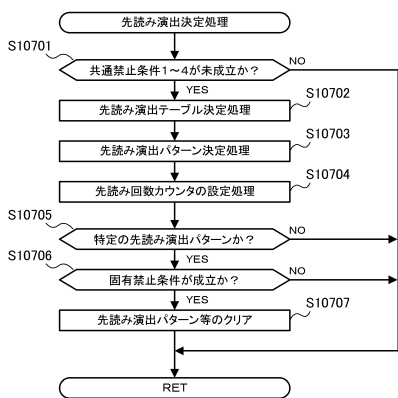 先読み演出決定処理
S10701
共通禁止条件1~4が未成立か?
NO
YES
S10702
先読み演出テーブル決定処理
S10703
先読み演出パターン決定処理
S10704
先読み回数カウンタの設定処理
S10705
特定の先読み演出パターンか?
NO
YES
S10706
固有禁止条件が成立か?
NO
YES
S10707
先読み演出パターン等のクリア
RET